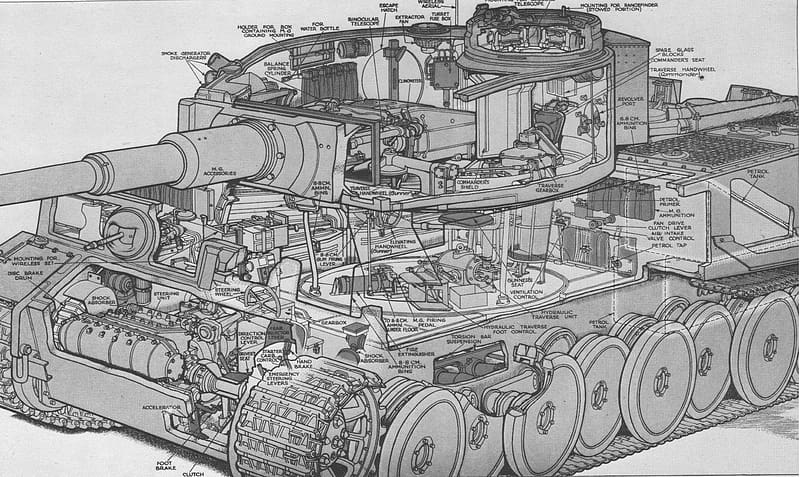 WIRELESS
AERIAL
TELESCOPE
MOUNTING FOR RANGEFINDER
(STOWED POSITION)
ESCAPE
HATCH
BINOCULAR
TELESCOPE
EXTRACTOR
FAN
TURRET
FUSE BOX
HOLDER FOR BOX
CONTAINING M.G
GROUND MOUNTING
FOR
WATER BOTTLE
SMOKE GENERATOR
DISCHARGERS
BALANCE
SPRING
CYLINDER
CLINOMETER
SPARE GLASS
BLOCKS
COMMANDER'S SEAT
TRAVERSE HANDWHEEL
(Commander)
REVOLVER
PORT
8·8 CM.
AMMUNITION
BINS
M.G.
ACCESSORIES
8·8 CM.
AMMN.
BINS
TRAVERSE
HANDWHEEL (Gunner)
COMMANDER'S
SHIELD
TRAVERSE
GEARBOX
PETROL
TANK
PETROL
PRIMER
M.G.
AMMUNITION
FAN DRIVE
CLUTCH LEVER
AIR INTAKE
VALVE CONTROL
PETROL TAP
ELEVATING
HANDWHEEL
(Gunner)
8·8 CM.
GUN FIRING
LEVER
MOUNTING FOR
WIRELESS SET
DISC BRAKE
DRUM
SHOCK
ABSORBER
STEERING
UNIT
STEERING
WHEEL
GUNNER'S
SEAT
VENTILATION
CONTROL
HYDRAULIC
TRAVERSE UNIT
HYDRAULIC TRAVERSE
FOOT CONTROL
PETROL
TANK
GEARBOX
8·8 CM.
AMMN.
UNDER FLOOR
M.G. FIRING
PEDAL
TORSION BAR
SUSPENSION
DIRECTION
CONTROL
LEVER
DRIVER'S
SEAT
STARTER
CARB
CONTROL
HAND
BRAKE
SHOCK
ABSORBER
FIRE
EXTINGUISHER
8·8 CM.
AMMUNITION
BINS
EMERGENCY
STEERING
LEVERS
ACCELERATOR
FOOT
BRAKE
CLUTCH